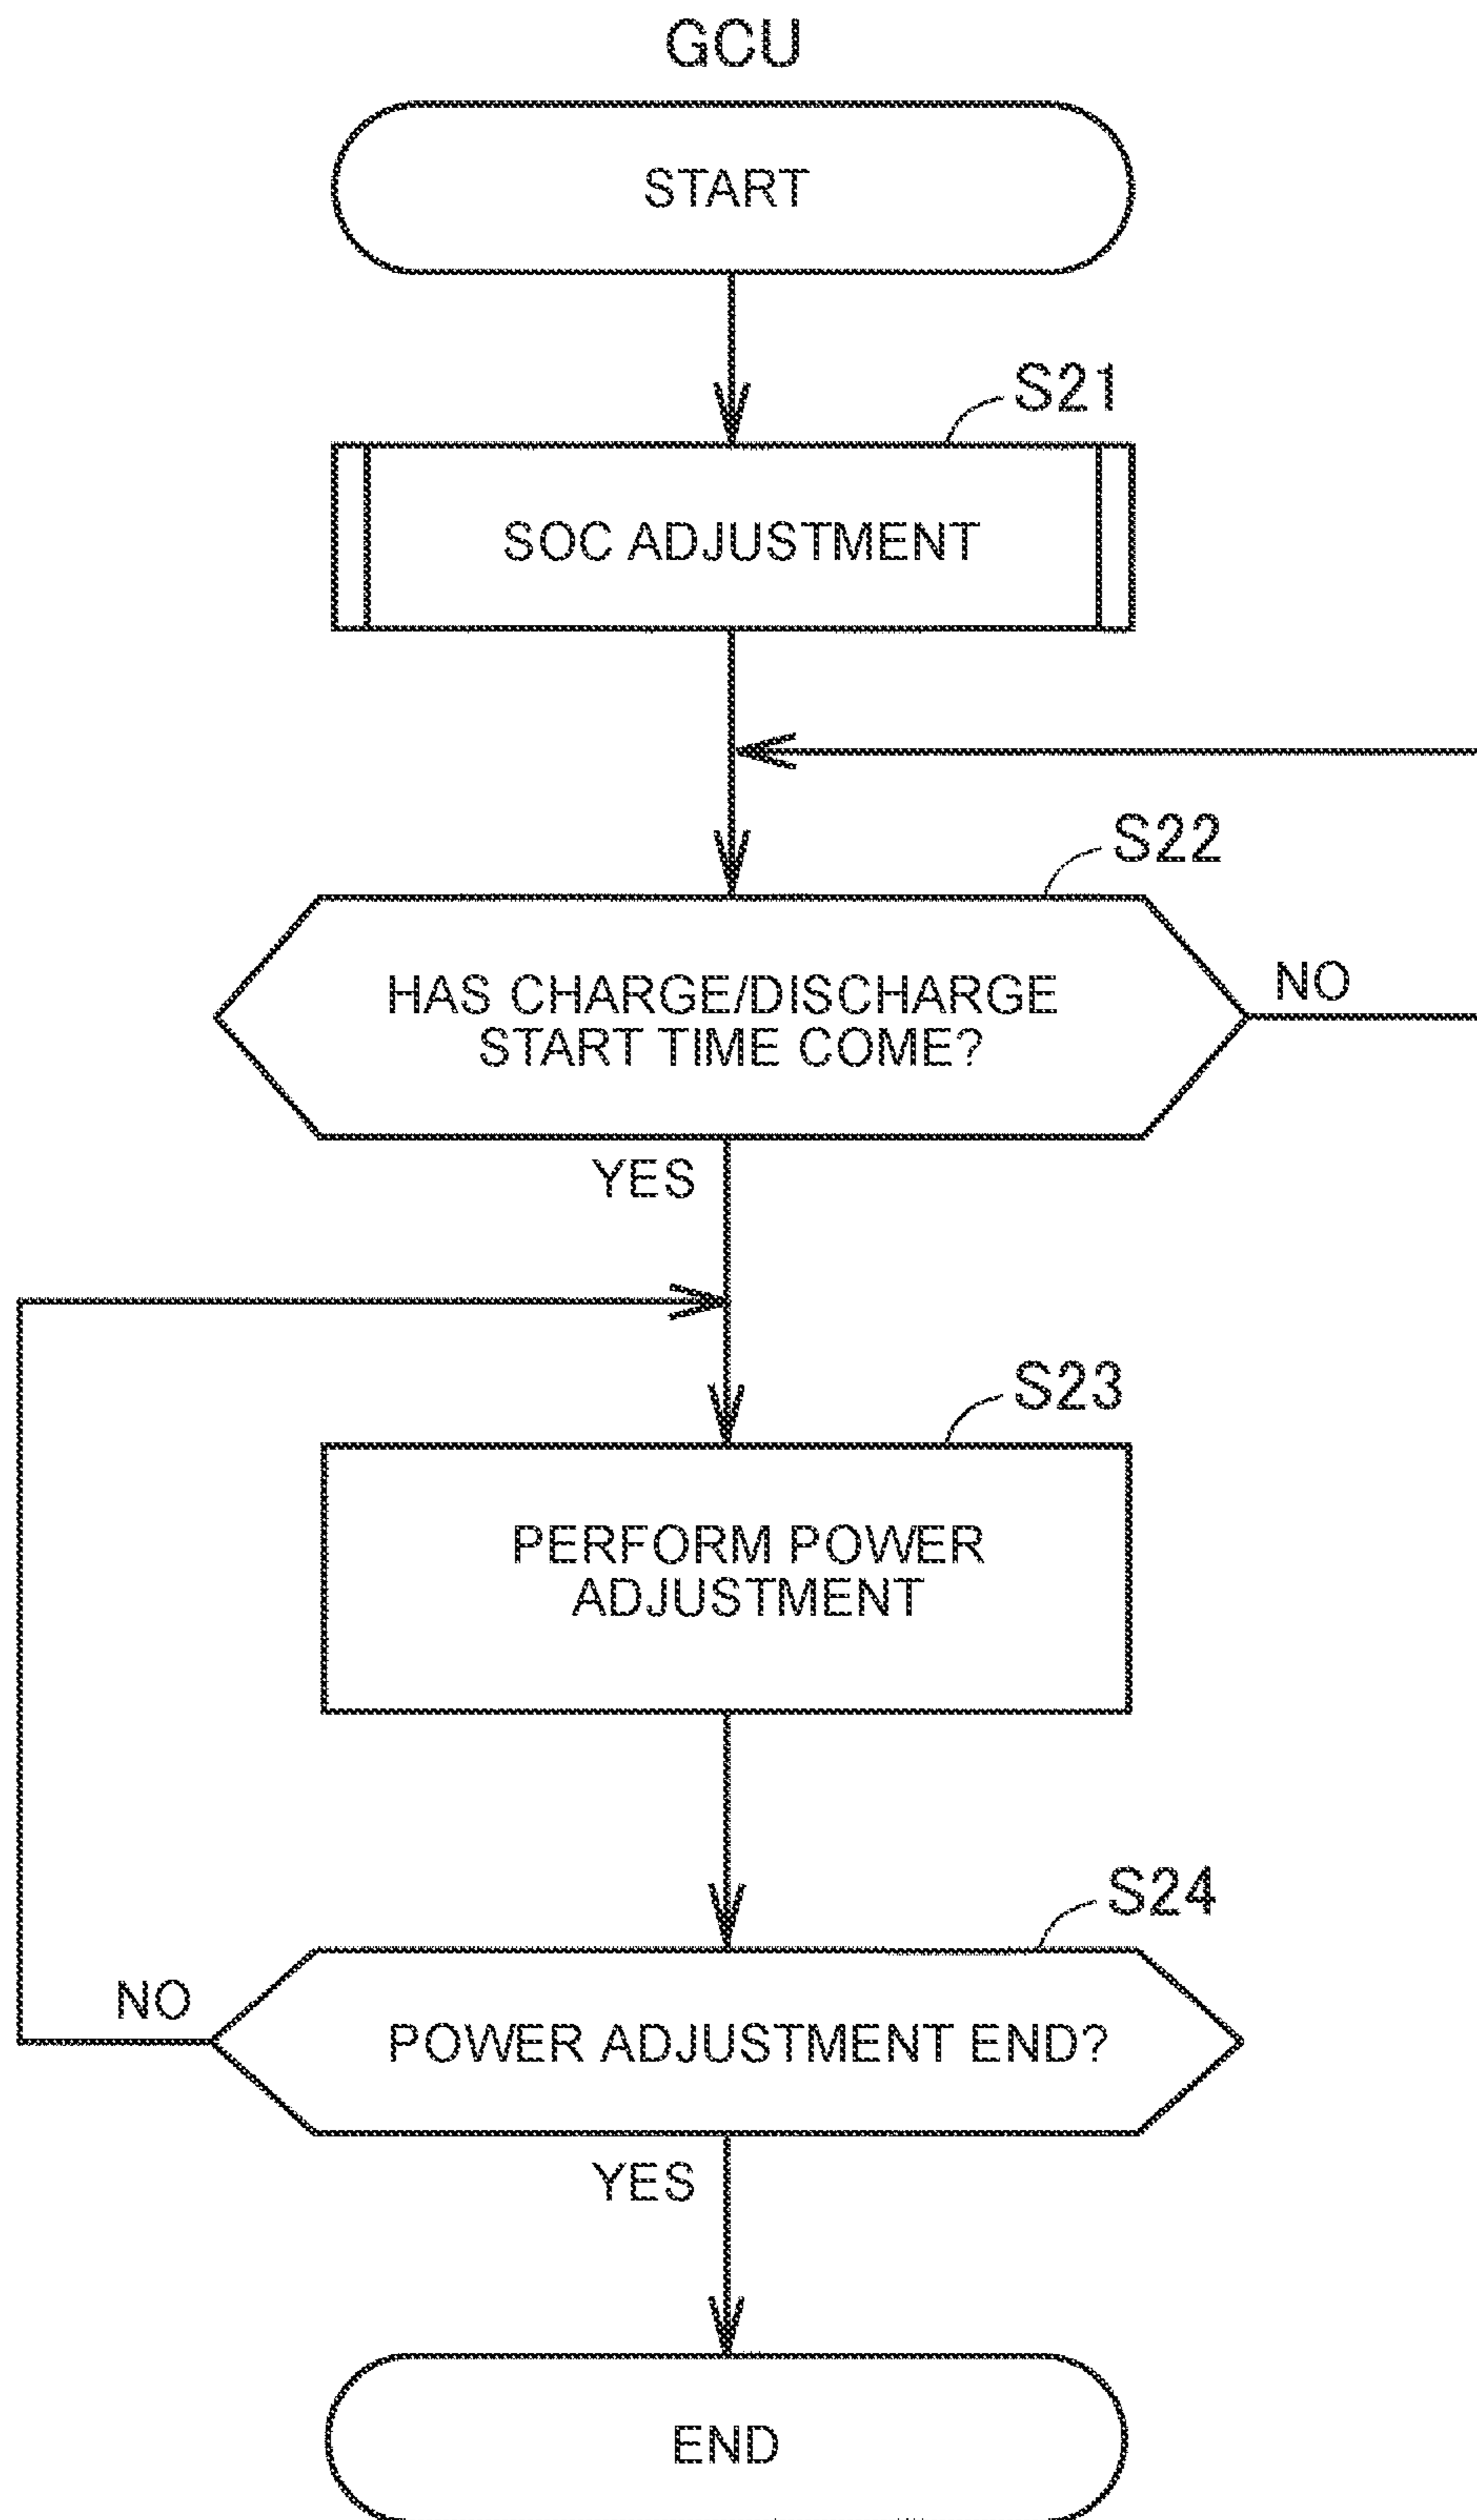 GCU
START
S21
SOC ADJUSTMENT
S22
HAS CHARGE/DISCHARGE
START TIME COME?
NO
YES
S23
PERFORM POWER
ADJUSTMENT
S24
NO
POWER ADJUSTMENT END?
YES
END